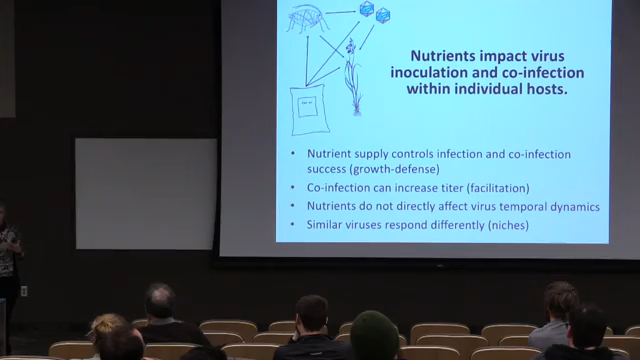 Nutrients impact virus
inoculation and co-infection
within individual hosts.
• Nutrient supply controls infection and co-infection
success (growth-defense)
• Co-infection can increase titer (facilitation)
• Nutrients do not directly affect virus temporal dynamics
• Similar viruses respond differently (niches)